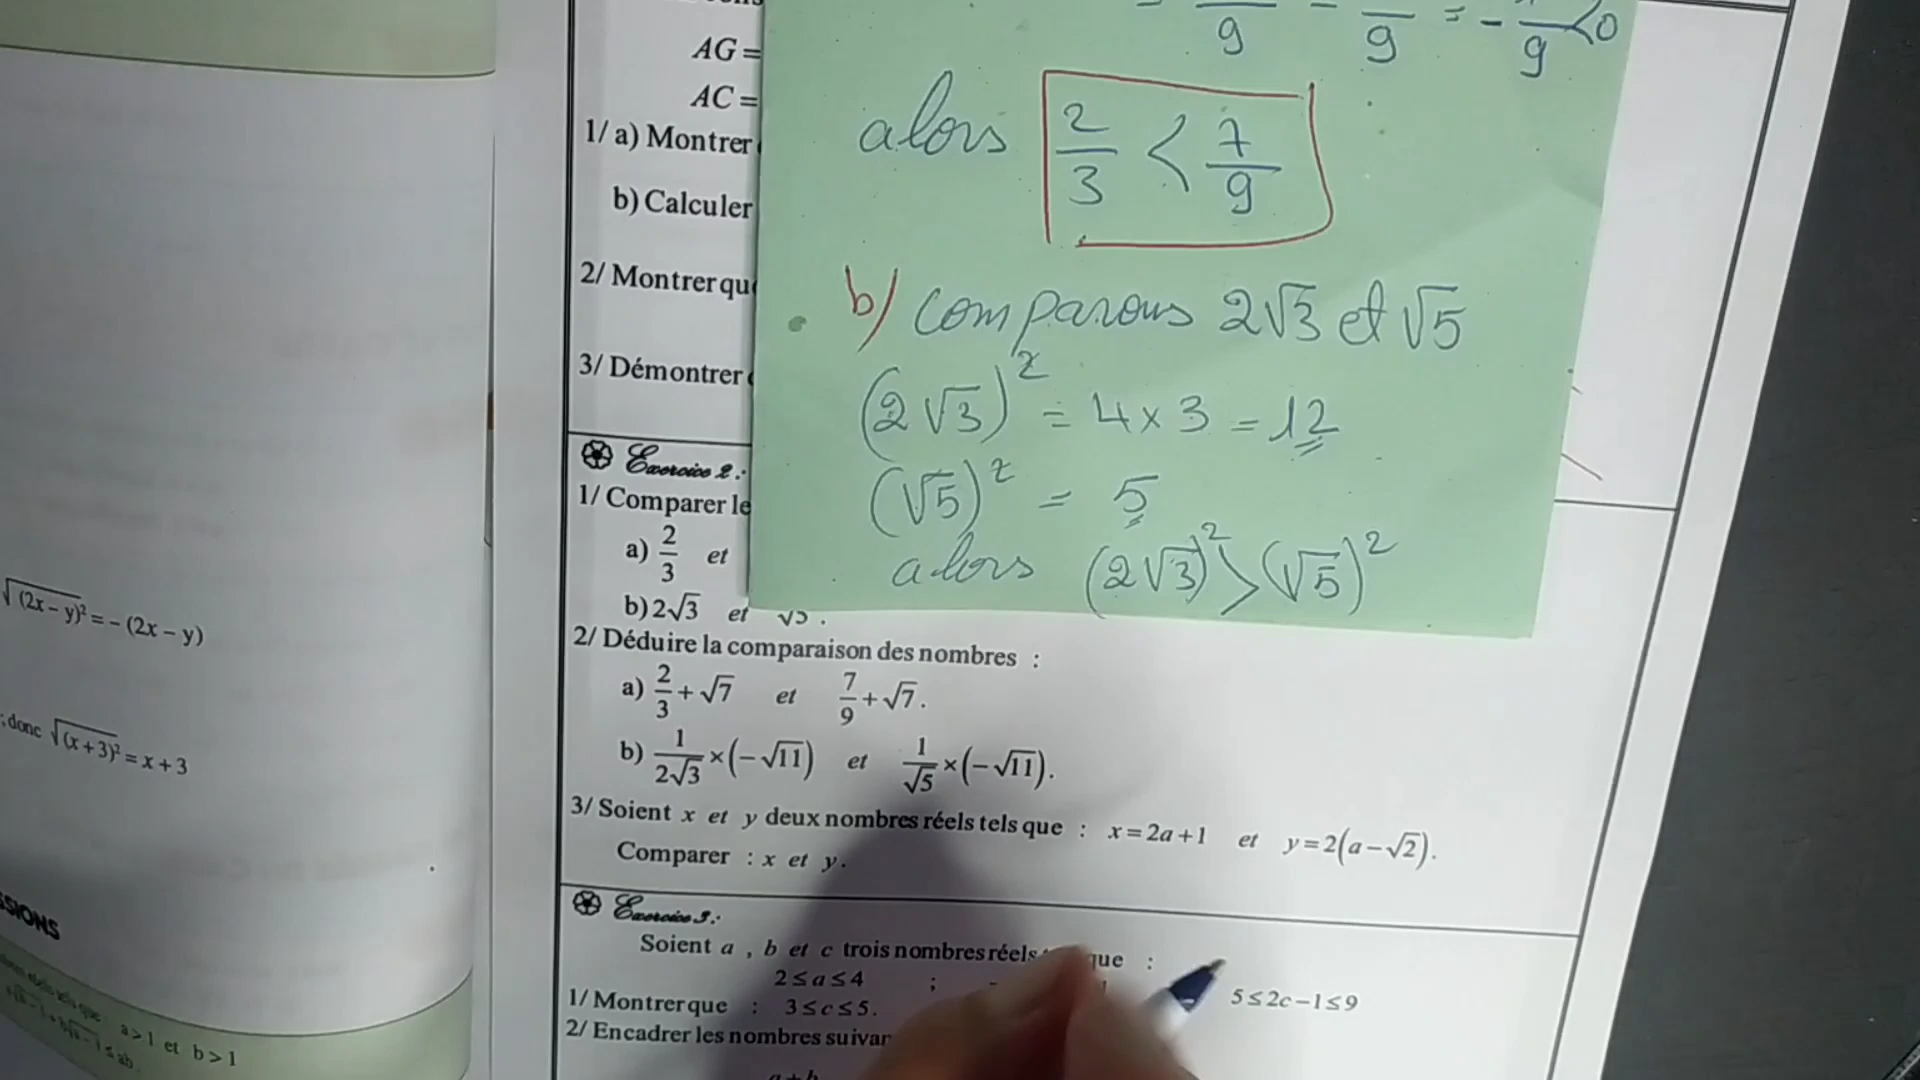 AG =
AC =
1/ a) Montrer
b) Calculer
2/ Montrer que
3/ Démontrer
9 - 9 = - 9 < 0
alors 2/3 < 7/9
b) comparons 2√3 et √5
(2√3)² = 4 × 3 = 12
(√5)² = 5
alors (2√3)² > (√5)²
Exercice 2 :
1/ Comparer le
a) 2/3 et
b) 2√3 et √5 .
2/ Déduire la comparaison des nombres :
a) 2/3 + √7 et 7/9 + √7.
b) 1/(2√3) × (-√11) et 1/√5 × (-√11).
3/ Soient x et y deux nombres réels tels que : x = 2a + 1 et y = 2(a - √2).
Comparer : x et y.
Exercice 3 :
Soient a , b et c trois nombres réels que :
2 ≤ a ≤ 4 ; 5 ≤ 2c - 1 ≤ 9
1/ Montrer que : 3 ≤ c ≤ 5.
2/ Encadrer les nombres suivan
a + b
√(2x - y)² = - (2x - y)
; donc √(x + 3)² = x + 3
SSIONS
que a > 1 et b > 1
≤ ab